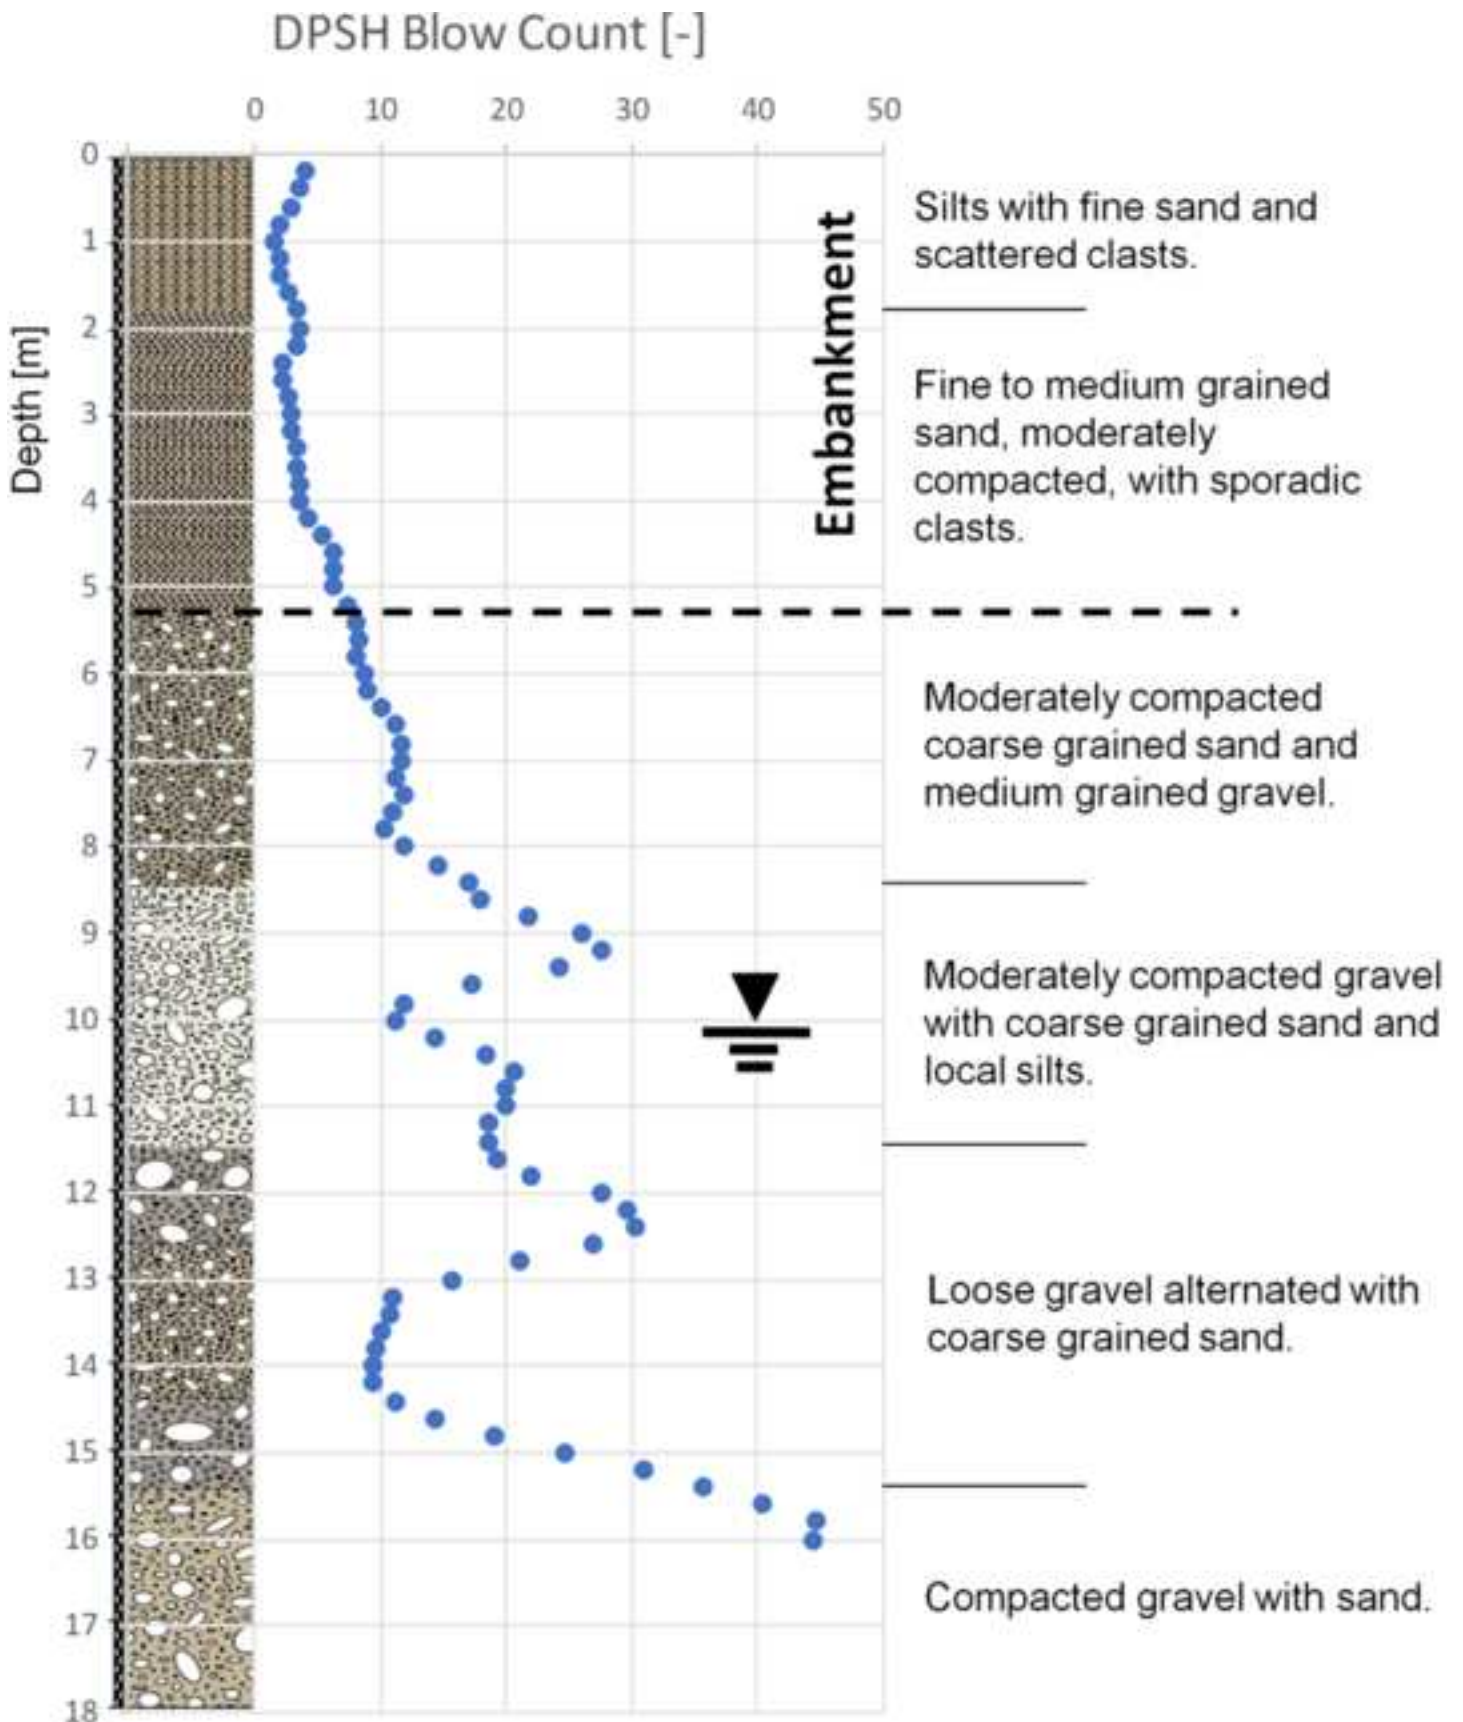 DPSH Blow Count [-]
0 10 20 30 40 50
Depth [m]
0
1
2
3
4
5
6
7
8
9
10
11
12
13
14
15
16
17
18
Embankment
Silts with fine sand and
scattered clasts.
Fine to medium grained
sand, moderately
compacted, with sporadic
clasts.
Moderately compacted
coarse grained sand and
medium grained gravel.
Moderately compacted gravel
with coarse grained sand and
local silts.
Loose gravel alternated with
coarse grained sand.
Compacted gravel with sand.